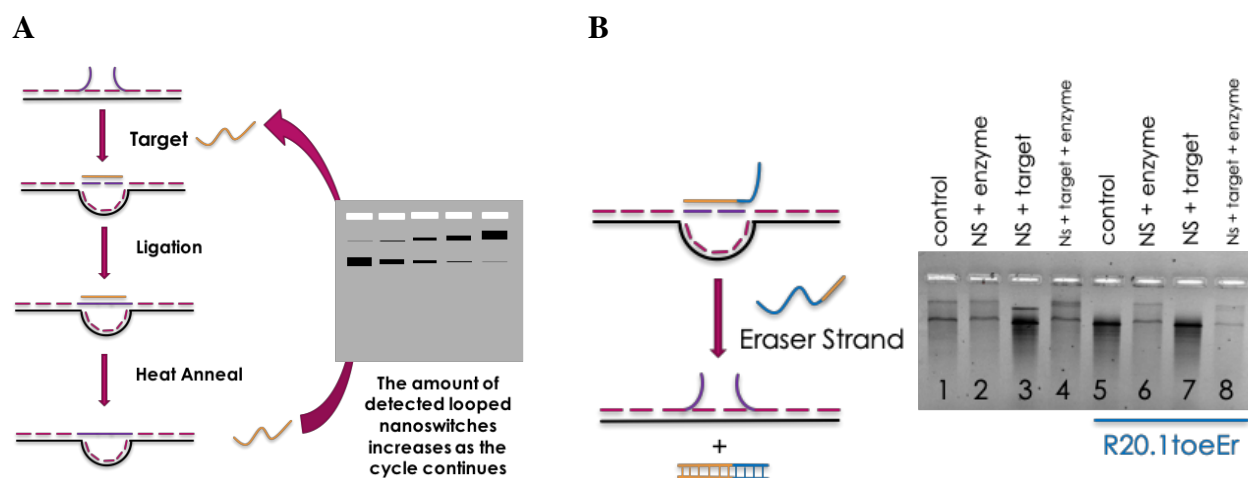 A
B
Target
Ligation
Heat Anneal
The amount of
detected looped
nanoswitches
increases as the
cycle continues
Eraser Strand
+
control
NS + enzyme
NS + target
Ns + target + enzyme
control
NS + enzyme
NS + target
Ns + target + enzyme
1 2 3 4 5 6 7 8
R20.1toeEr